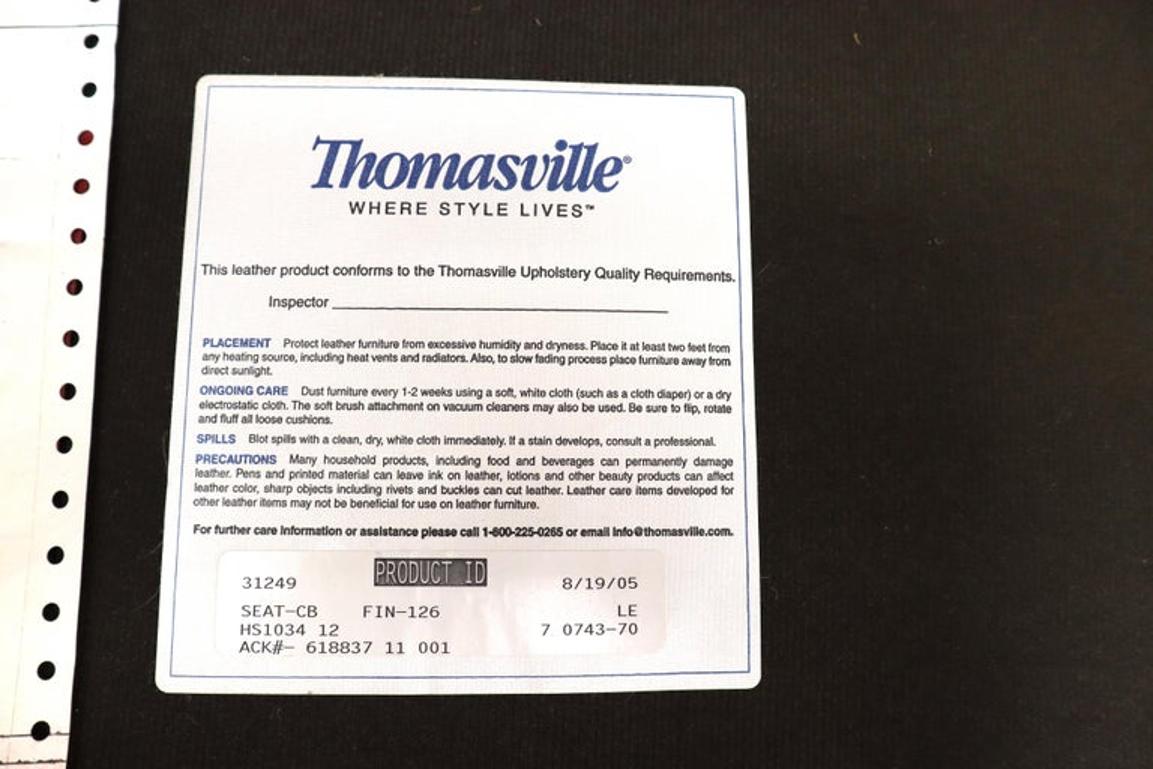 Thomasville®
WHERE STYLE LIVES™
This leather product conforms to the Thomasville Upholstery Quality Requirements.
Inspector
PLACEMENT Protect leather furniture from excessive humidity and dryness. Place it at least two feet from
any heating source, including heat vents and radiators. Also, to slow fading process place furniture away from
direct sunlight.
ONGOING CARE Dust furniture every 1-2 weeks using a soft, white cloth (such as a cloth diaper) or a dry
electrostatic cloth. The soft brush attachment on vacuum cleaners may also be used. Be sure to flip, rotate
and fluff all loose cushions.
SPILLS Blot spills with a clean, dry, white cloth immediately. If a stain develops, consult a professional.
PRECAUTIONS Many household products, including food and beverages can permanently damage
leather. Pens and printed material can leave ink on leather, lotions and other beauty products can affect
leather color, sharp objects including rivets and buckles can cut leather. Leather care items developed for
other leather items may not be beneficial for use on leather furniture.
For further care information or assistance please call 1-800-225-0265 or email info@thomasville.com.
31249 PRODUCT ID 8/19/05
SEAT-CB FIN-126 LE
HS1034 12 7 0743-70
ACK#- 618837 11 001